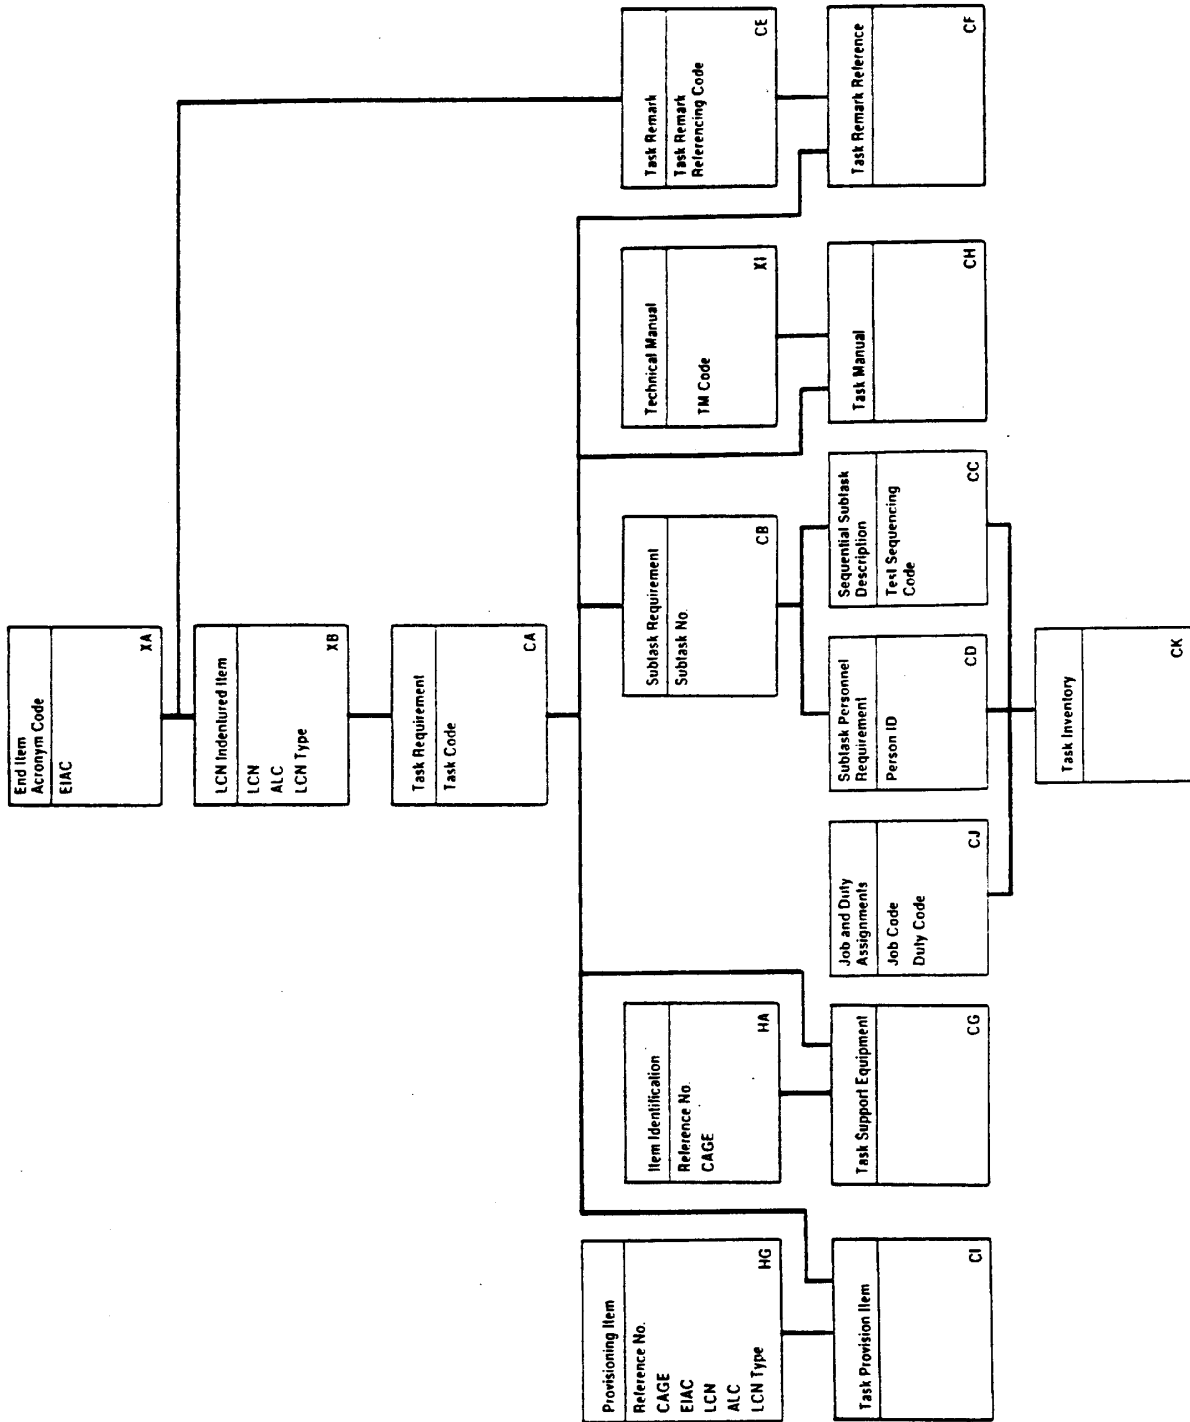 End Item
Acronym Code
EIAC
XA
LCN Indentured Item
LCN
ALC
LCN Type
XB
Task Requirement
Task Code
CA
Provisioning Item
Reference No.
CAGE
EIAC
LCN
ALC
LCN Type
HG
Item Identification
Reference No.
CAGE
HA
Subtask Requirement
Subtask No.
CB
Technical Manual
TM Code
XI
Task Remark
Task Remark
Referencing Code
CE
Task Provision Item
CI
Task Support Equipment
CG
Job and Duty
Assignments
Job Code
Duty Code
CJ
Subtask Personnel
Requirement
Person ID
CD
Sequential Subtask
Description
Test Sequencing
Code
CC
Task Manual
CH
Task Remark Reference
CF
Task Inventory
CK